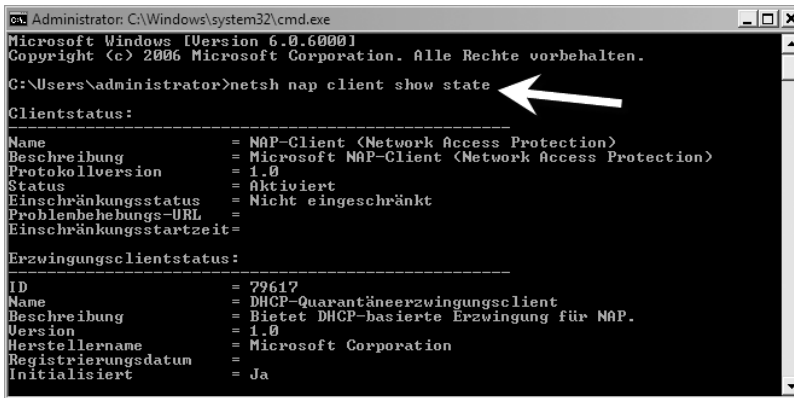 Administrator: C:\Windows\system32\cmd.exe
Microsoft Windows [Version 6.0.6000]
Copyright (c) 2006 Microsoft Corporation. Alle Rechte vorbehalten.
C:\Users\administrator>netsh nap client show state
Clientstatus:
----------------------------------------------------
Name = NAP-Client (Network Access Protection)
Beschreibung = Microsoft NAP-Client (Network Access Protection)
Protokollversion = 1.0
Status = Aktiviert
Einschränkungsstatus = Nicht eingeschränkt
Problembehebungs-URL =
Einschränkungsstartzeit=
Erzwingungsclientstatus:
----------------------------------------------------
ID = 79617
Name = DHCP-Quarantäneerzwingungsclient
Beschreibung = Bietet DHCP-basierte Erzwingung für NAP.
Version = 1.0
Herstellername = Microsoft Corporation
Registrierungsdatum =
Initialisiert = Ja